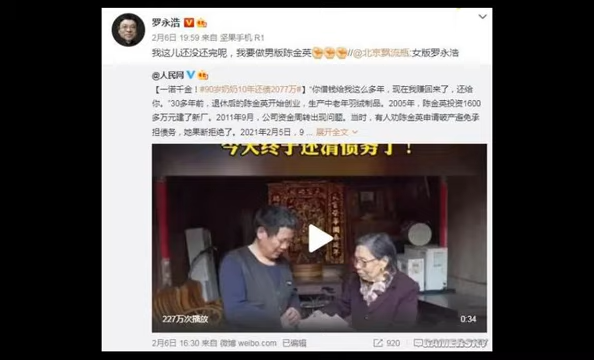 罗永浩
2月6日 19:59 来自 坚果手机 R1
我这儿还没还完呢，我要做男版陈金英//@北京飘流瓶:女版罗永浩
@人民网
【一诺千金！#90岁奶奶10年还债2077万#】“你借钱给我这么多年，现在我赚回来了，还给
你。”30多年前，退休后的陈金英开始创业，生产中老年羽绒制品。2005年，陈金英投资1600
多万元建了新厂。2011年9月，公司资金周转出现问题。当时，有人劝陈金英申请破产避免承
担债务，她果断拒绝了。2021年2月5日，9 ... 展开全文
今天终于还清债务了！
227万次播放
0:34
2月6日 16:30 来自 微博 weibo.com 已编辑
920